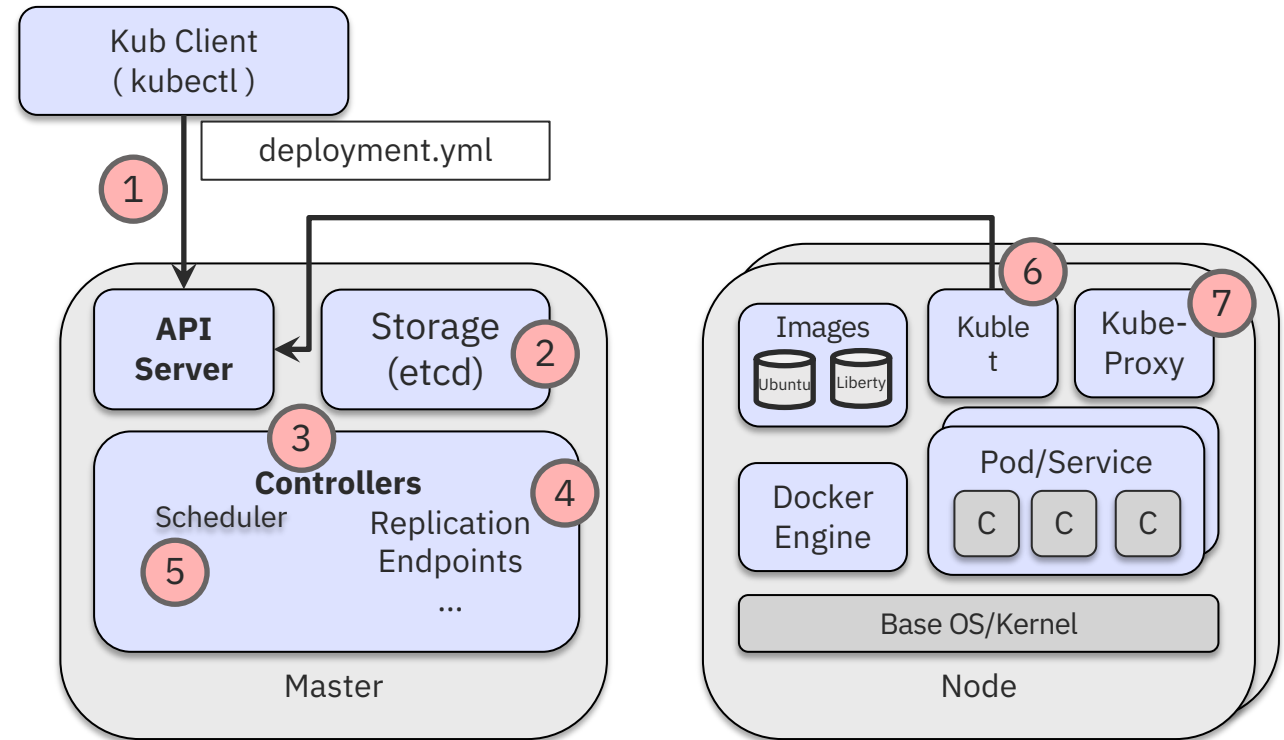 Kub Client
( kubectl )
deployment.yml
1
API
Server
Storage
(etcd)
2
3
Controllers
Scheduler
4
Replication
Endpoints
...
5
Master
Images
Ubuntu
Liberty
6
Kuble
t
7
Kube-
Proxy
Docker
Engine
Pod/Service
C C C
Base OS/Kernel
Node